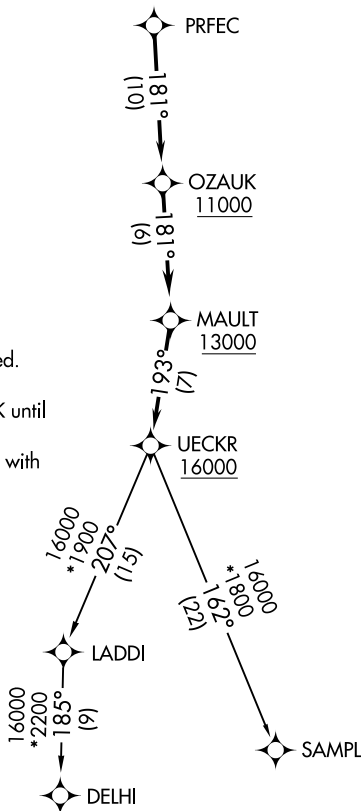 PRFEC
181°
(10)
OZAUK
11000
181°
(9)
MAULT
13000
ed.
193°
(7)
K until
UECKR
16000
with
16000
*1900
207°
(15)
16000
*1800
162°
(22)
LADDI
16000
*2200
185°
(9)
SAMPL
DELHI